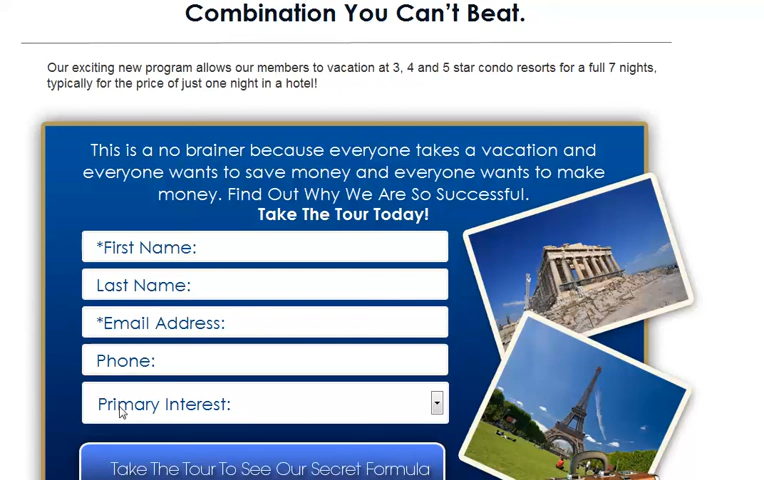 Combination You Can't Beat.
Our exciting new program allows our members to vacation at 3, 4 and 5 star condo resorts for a full 7 nights,
typically for the price of just one night in a hotel!
This is a no brainer because everyone takes a vacation and
everyone wants to save money and everyone wants to make
money. Find Out Why We Are So Successful.
Take The Tour Today!
*First Name:
Last Name:
*Email Address:
Phone:
Primary Interest:
Take The Tour To See Our Secret Formula